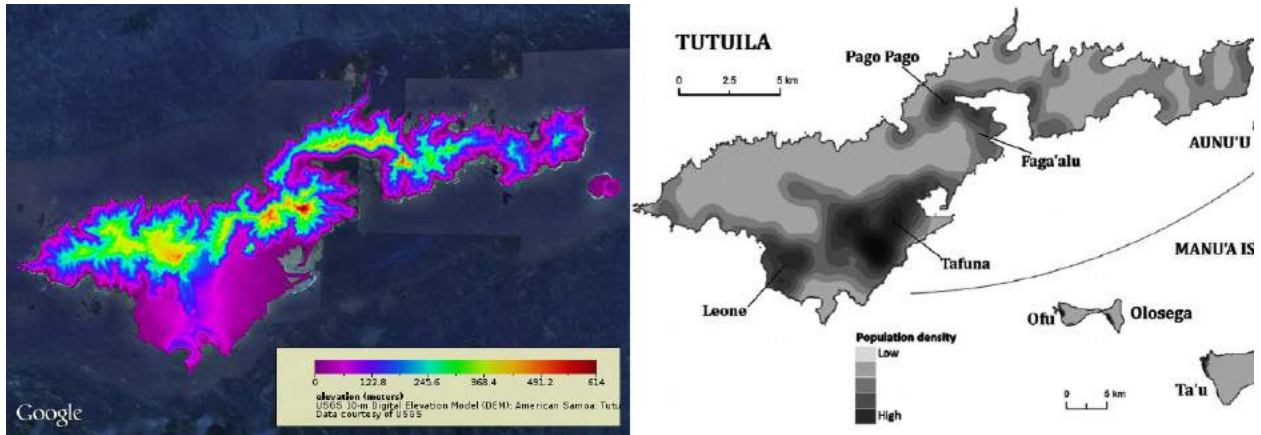 0 122.8 245.6 368.4 491.2 614
elevation (meters)
USGS 10-m Digital Elevation Model (DEM): American Samoa: Tutu
Data courtesy of USGS
Google
TUTUILA
0 2.5 5 km
Pago Pago
Faga'alu
AUNU'U
MANU'A IS
Tafuna
Leone
Ofu
Olosega
Ta'u
Population density
Low
High
0 5 km